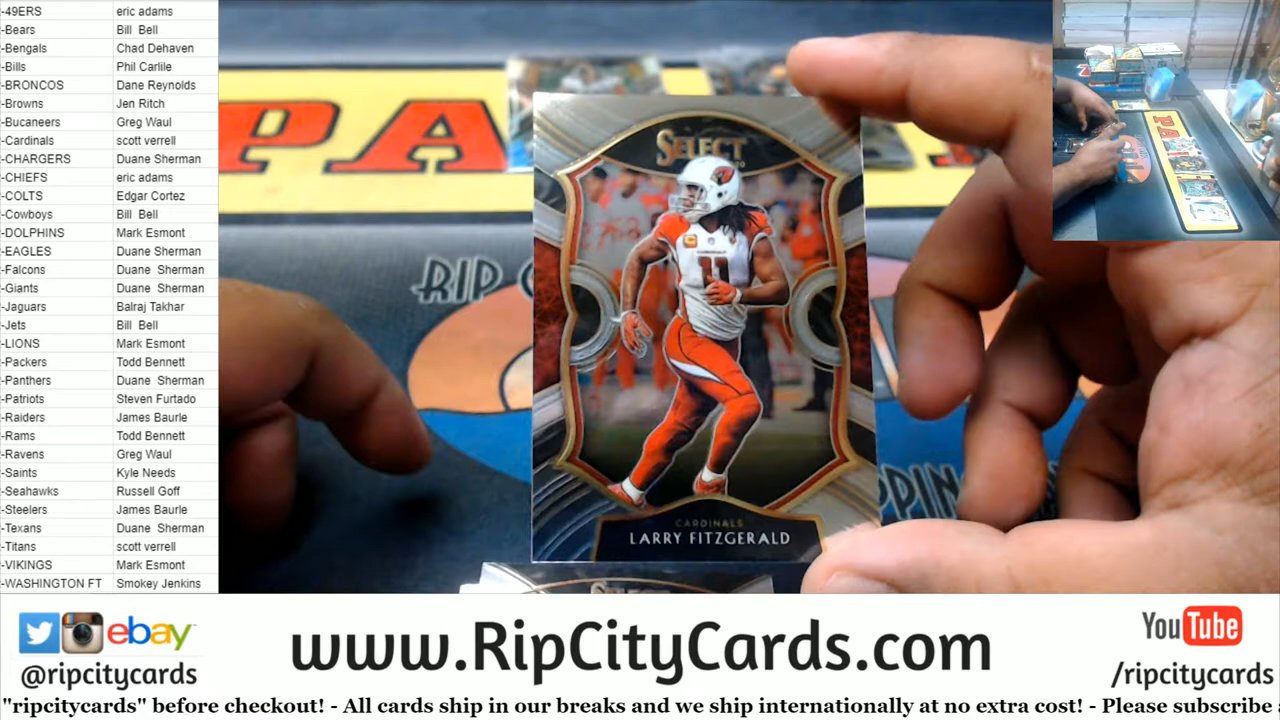 -49ERS eric adams
-Bears Bill Bell
-Bengals Chad Dehaven
-Bills Phil Carlile
-BRONCOS Dane Reynolds
-Browns Jen Ritch
-Bucaneers Greg Waul
-Cardinals scott verrell
-CHARGERS Duane Sherman
-CHIEFS eric adams
-COLTS Edgar Cortez
-Cowboys Bill Bell
-DOLPHINS Mark Esmont
-EAGLES Duane Sherman
-Falcons Duane Sherman
-Giants Duane Sherman
-Jaguars Balraj Takhar
-Jets Bill Bell
-LIONS Mark Esmont
-Packers Todd Bennett
-Panthers Duane Sherman
-Patriots Steven Furtado
-Raiders James Baurle
-Rams Todd Bennett
-Ravens Greg Waul
-Saints Kyle Needs
-Seahawks Russell Goff
-Steelers James Baurle
-Texans Duane Sherman
-Titans scott verrell
-VIKINGS Mark Esmont
-WASHINGTON FT Smokey Jenkins
PA
RIP
SELECT
11
CARDINALS
LARRY FITZGERALD
PA
ebay
@ripcitycards
www.RipCityCards.com
YouTube
/ripcitycards
"ripcitycards" before checkout! - All cards ship in our breaks and we ship internationally at no extra cost! - Please subscribe